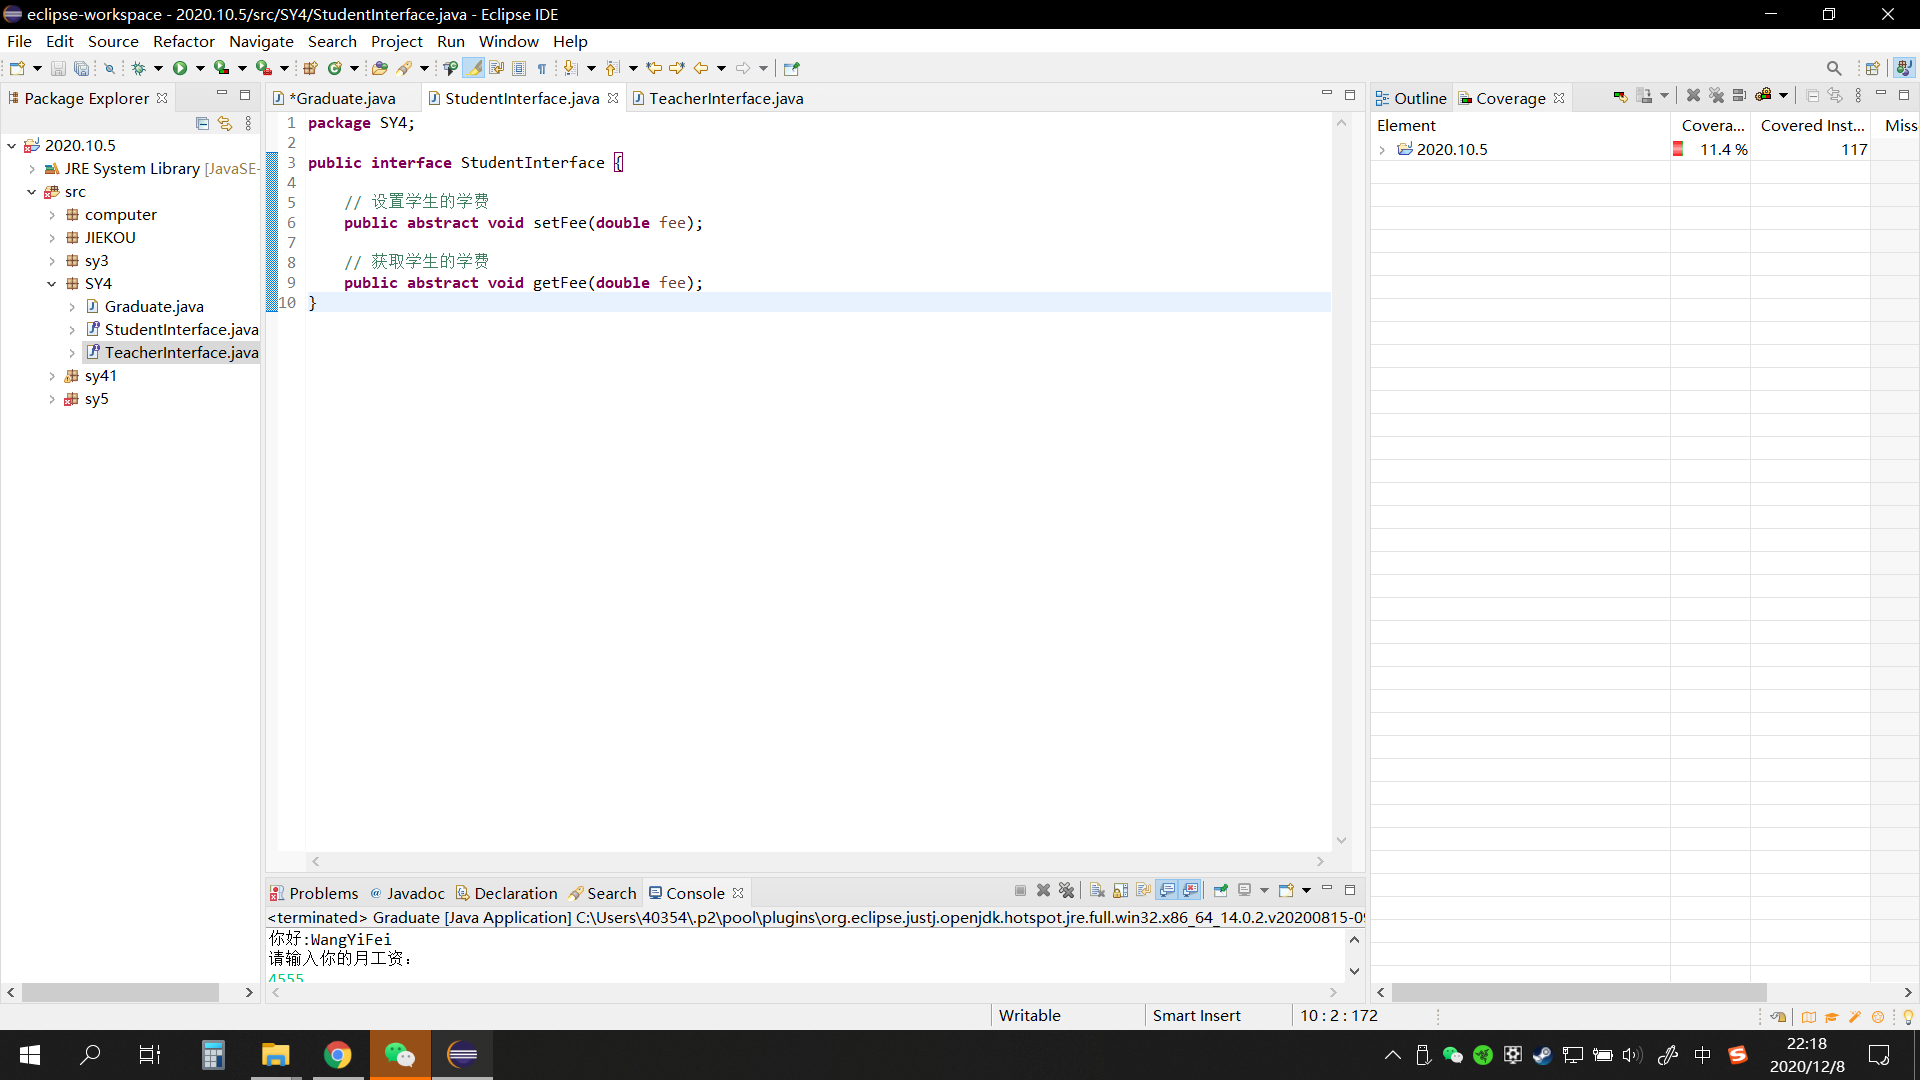 eclipse-workspace - 2020.10.5/src/SY4/StudentInterface.java - Eclipse IDE
File Edit Source Refactor Navigate Search Project Run Window Help
Package Explorer
2020.10.5
JRE System Library [JavaSE-
src
computer
JIEKOU
sy3
SY4
Graduate.java
StudentInterface.java
TeacherInterface.java
sy41
sy5
*Graduate.java StudentInterface.java TeacherInterface.java
1 package SY4;
2
3 public interface StudentInterface {
4
5 // 设置学生的学费
6 public abstract void setFee(double fee);
7
8 // 获取学生的学费
9 public abstract void getFee(double fee);
10 }
Outline Coverage
Element Covera... Covered Inst... Miss
2020.10.5 11.4 % 117
Problems Javadoc Declaration Search Console
<terminated> Graduate [Java Application] C:\Users\40354\.p2\pool\plugins\org.eclipse.justj.openjdk.hotspot.jre.full.win32.x86_64_14.0.2.v20200815-09
你好:WangYiFei
请输入你的月工资：
4555
Writable Smart Insert 10 : 2 : 172
中
22:18
2020/12/8